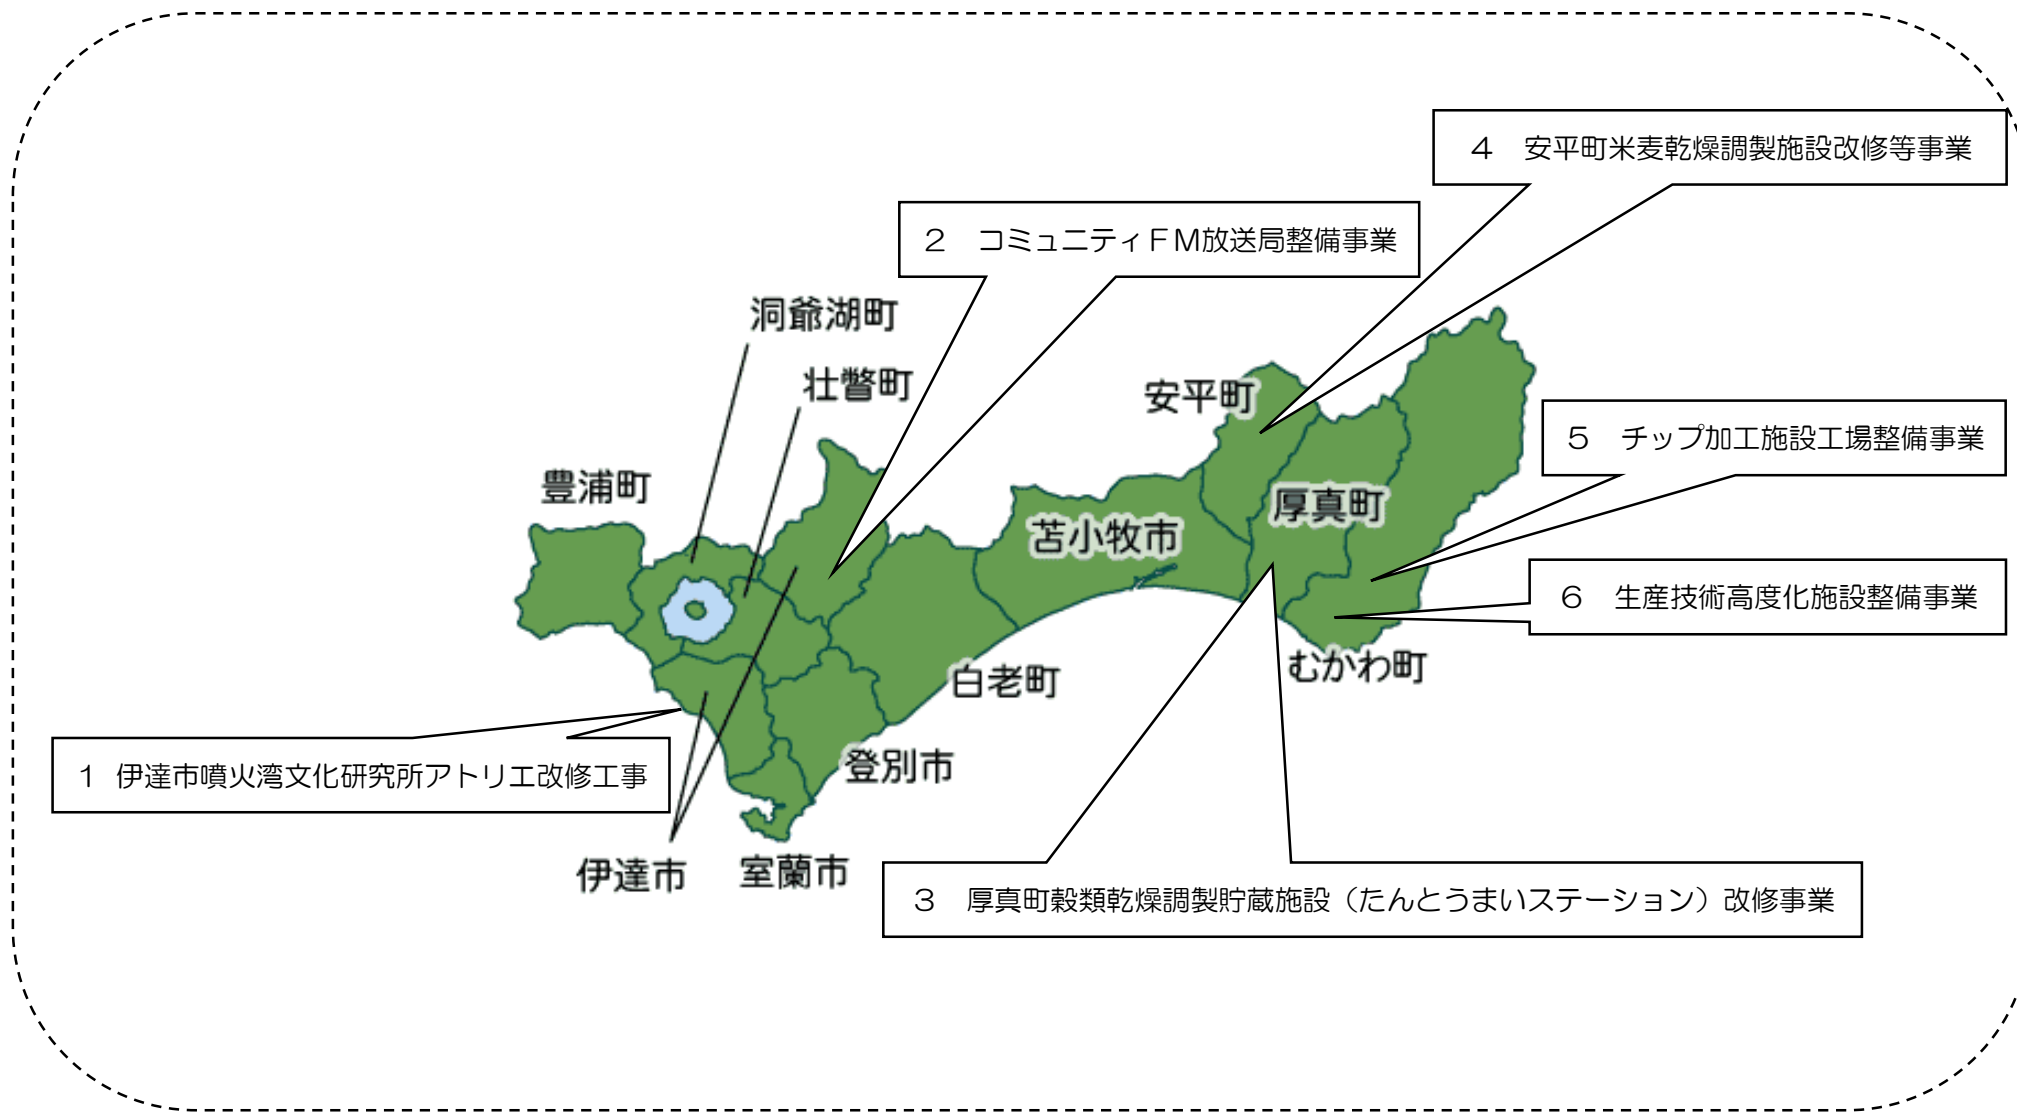 ４　安平町米麦乾燥調製施設改修等事業
２　コミュニティＦＭ放送局整備事業
洞爺湖町
壮瞥町
安平町
５　チップ加工施設工場整備事業
豊浦町
厚真町
苫小牧市
６　生産技術高度化施設整備事業
むかわ町
白老町
登別市
１ 伊達市噴火湾文化研究所アトリエ改修工事
伊達市
室蘭市
３　厚真町穀類乾燥調製貯蔵施設（たんとうまいステーション）改修事業